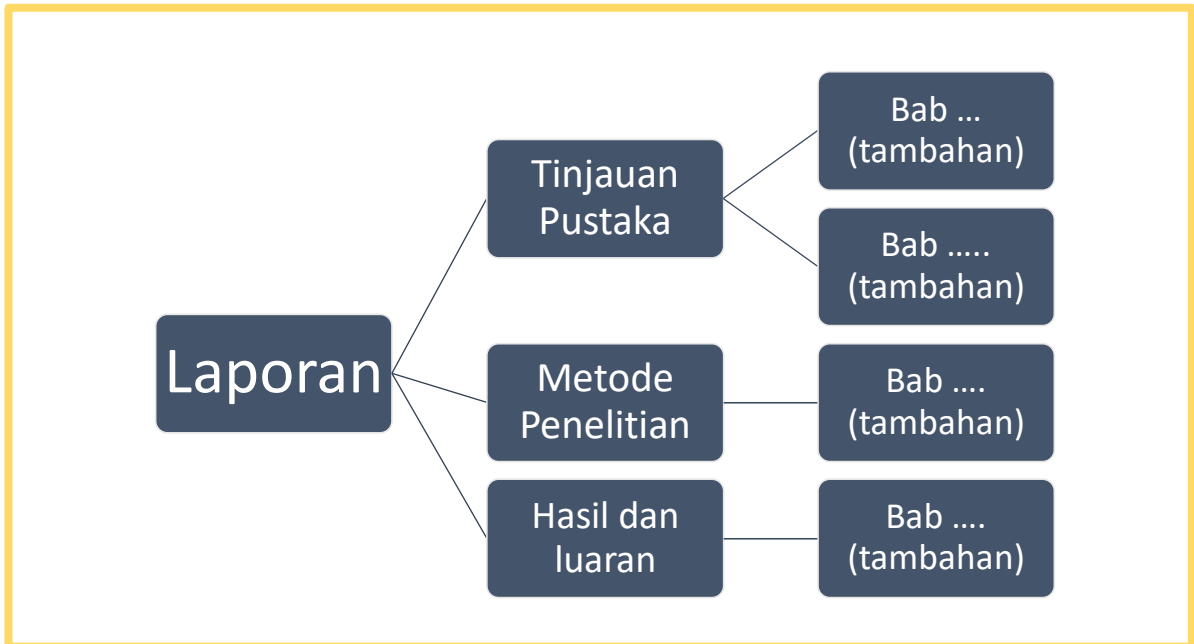 Laporan
Tinjauan
Pustaka
Bab ...
(tambahan)
Bab .....
(tambahan)
Metode
Penelitian
Bab ....
(tambahan)
Hasil dan
luaran
Bab ....
(tambahan)